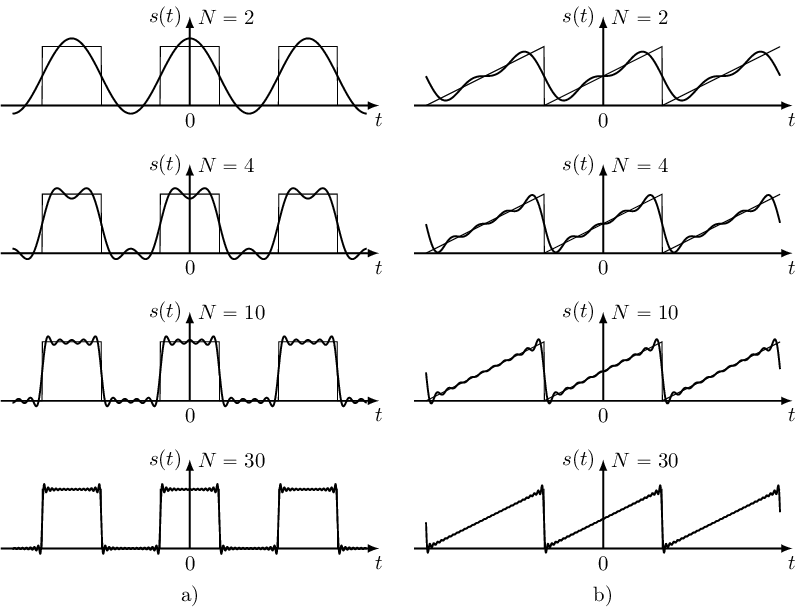 s(t) N = 2 s(t) N = 2
0 t 0 t
s(t) N = 4 s(t) N = 4
0 t 0 t
s(t) N = 10 s(t) N = 10
0 t 0 t
s(t) N = 30 s(t) N = 30
0 t 0 t
a) b)